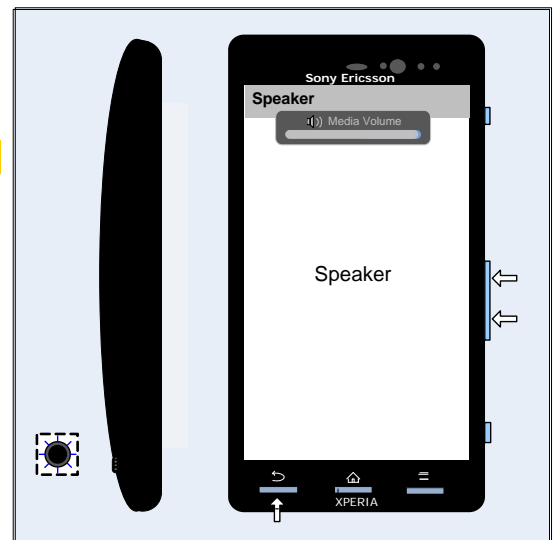 Sony Ericsson
Speaker
Media Volume
Speaker
XPERIA